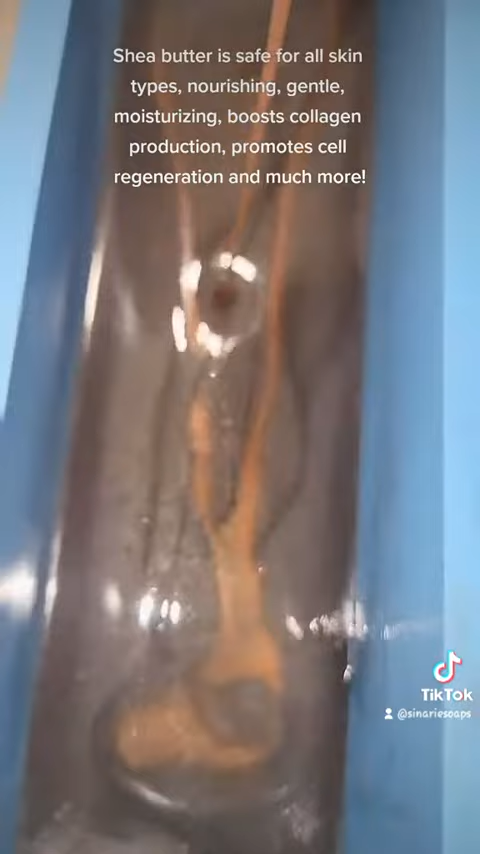 Shea butter is safe for all skin
types, nourishing, gentle,
moisturizing, boosts collagen
production, promotes cell
regeneration and much more!
TikTok
@sinariesoaps